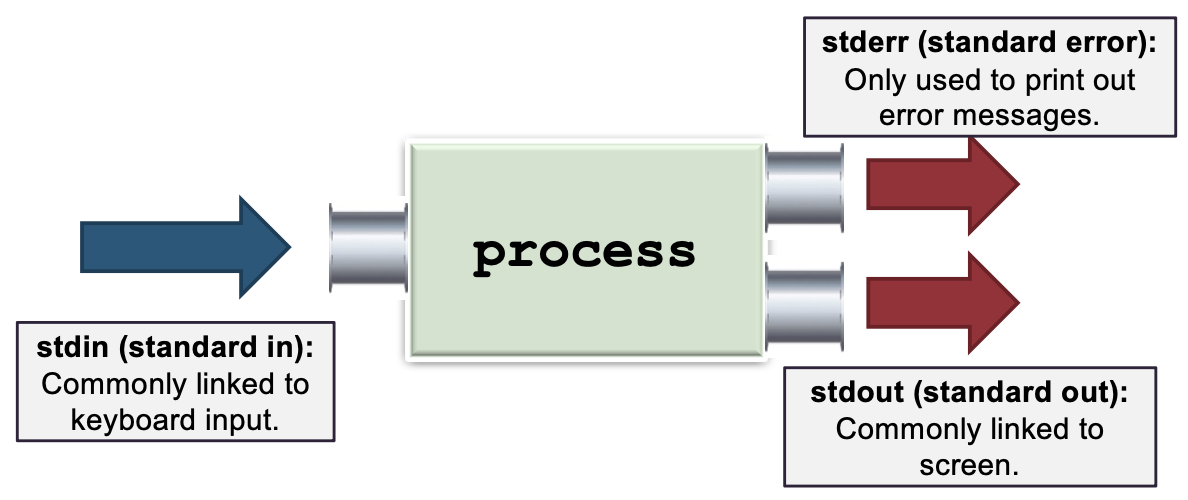 stderr (standard error):
Only used to print out
error messages.
process
stdin (standard in):
Commonly linked to
keyboard input.
stdout (standard out):
Commonly linked to
screen.